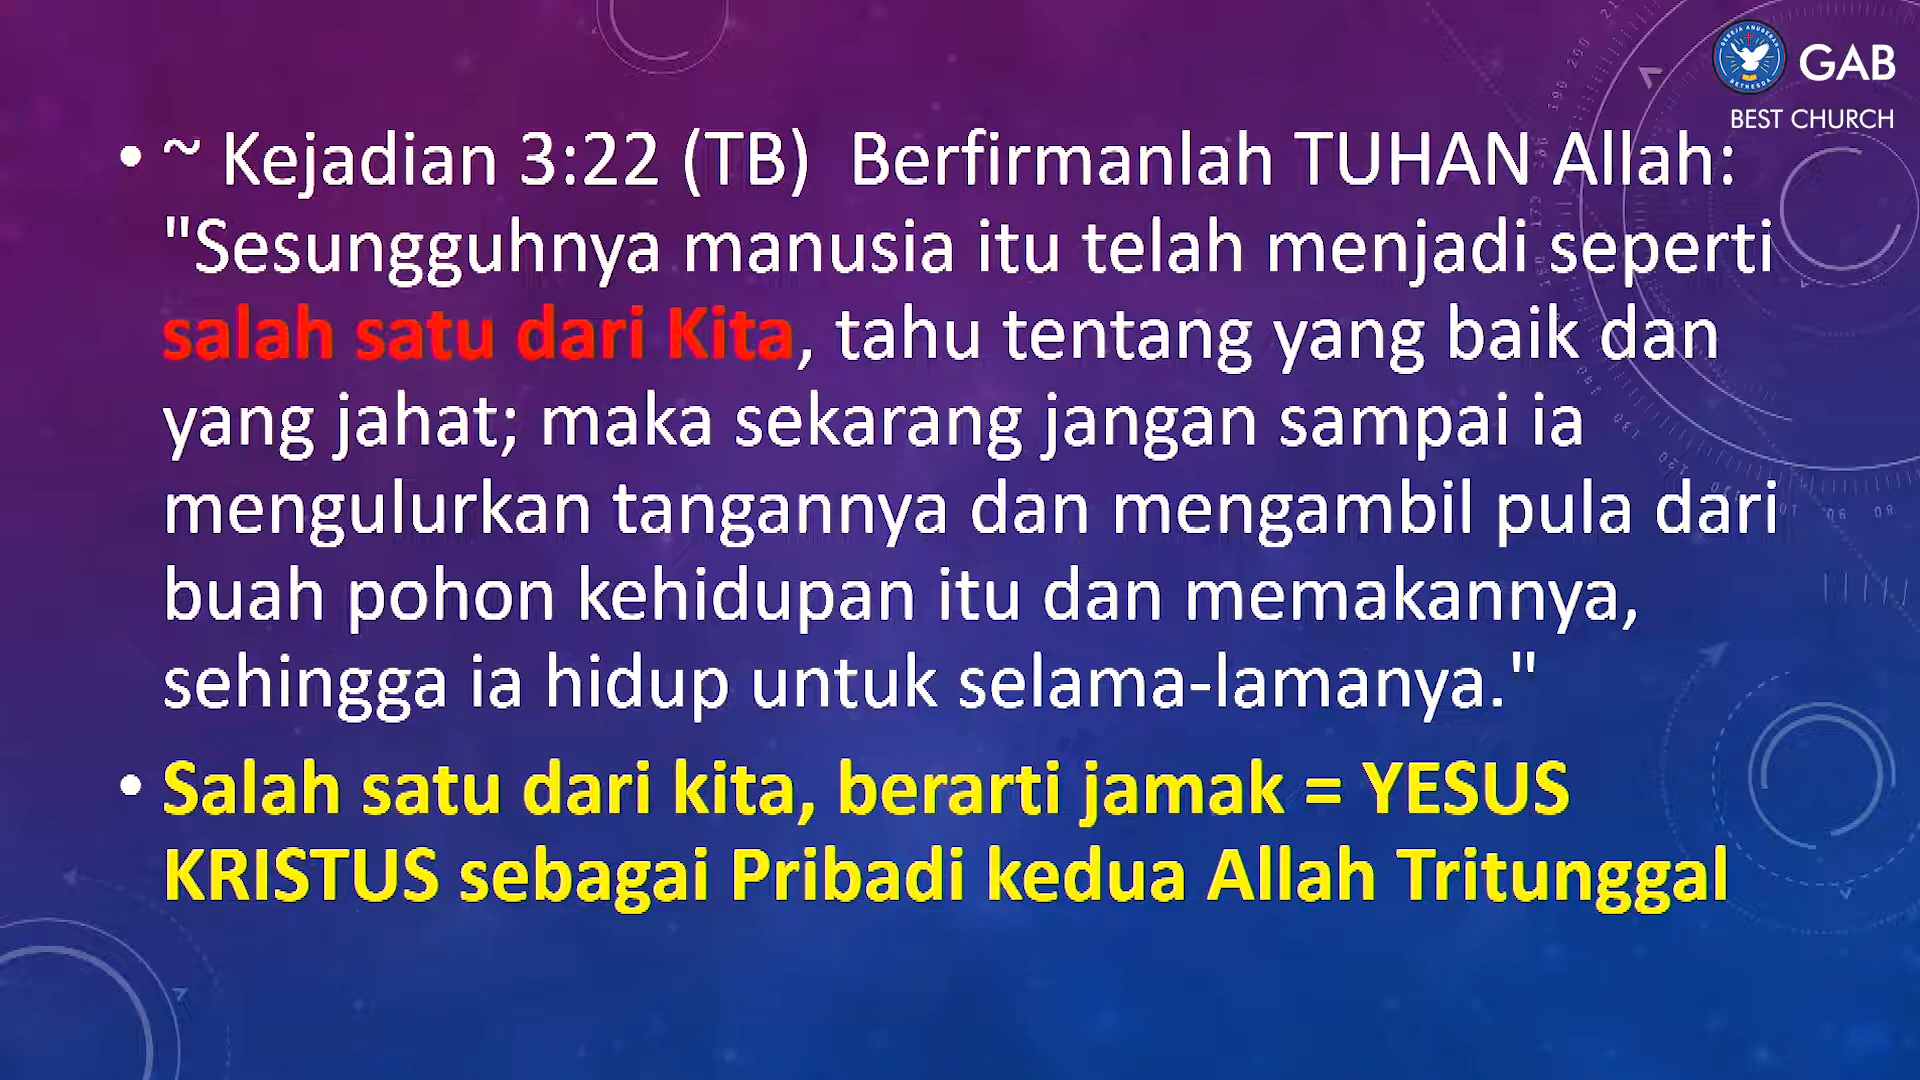 GAB
BEST CHURCH
• ~ Kejadian 3:22 (TB)  Berfirmanlah TUHAN Allah:
"Sesungguhnya manusia itu telah menjadi seperti
salah satu dari Kita, tahu tentang yang baik dan
yang jahat; maka sekarang jangan sampai ia
mengulurkan tangannya dan mengambil pula dari
buah pohon kehidupan itu dan memakannya,
sehingga ia hidup untuk selama-lamanya."
• Salah satu dari kita, berarti jamak = YESUS
KRISTUS sebagai Pribadi kedua Allah Tritunggal